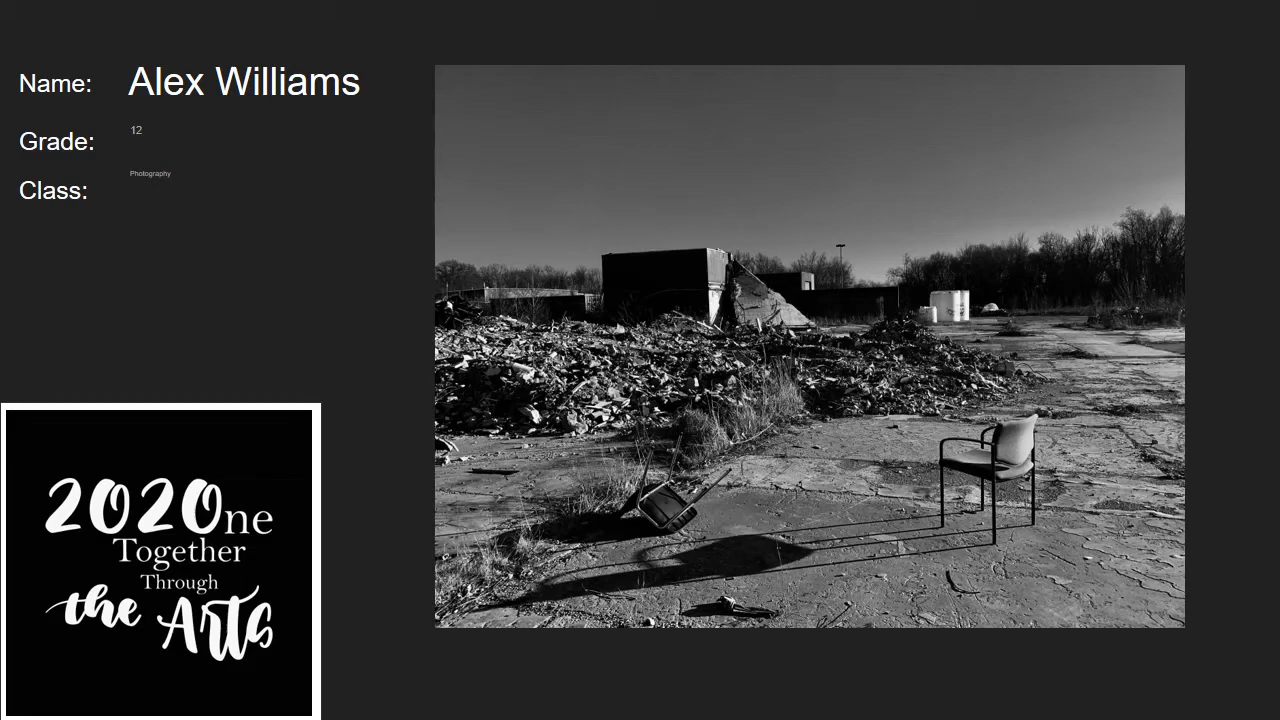 Name: Alex Williams
Grade: 12
Class: Photography
2020ne
Together
Through
the Arts